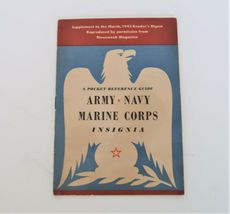 Supplement to the March, 1943 Reader's Digest
Reproduced by permission from
Newsweek Magazine
A POCKET REFERENCE GUIDE
ARMY · NAVY
MARINE CORPS
INSIGNIA